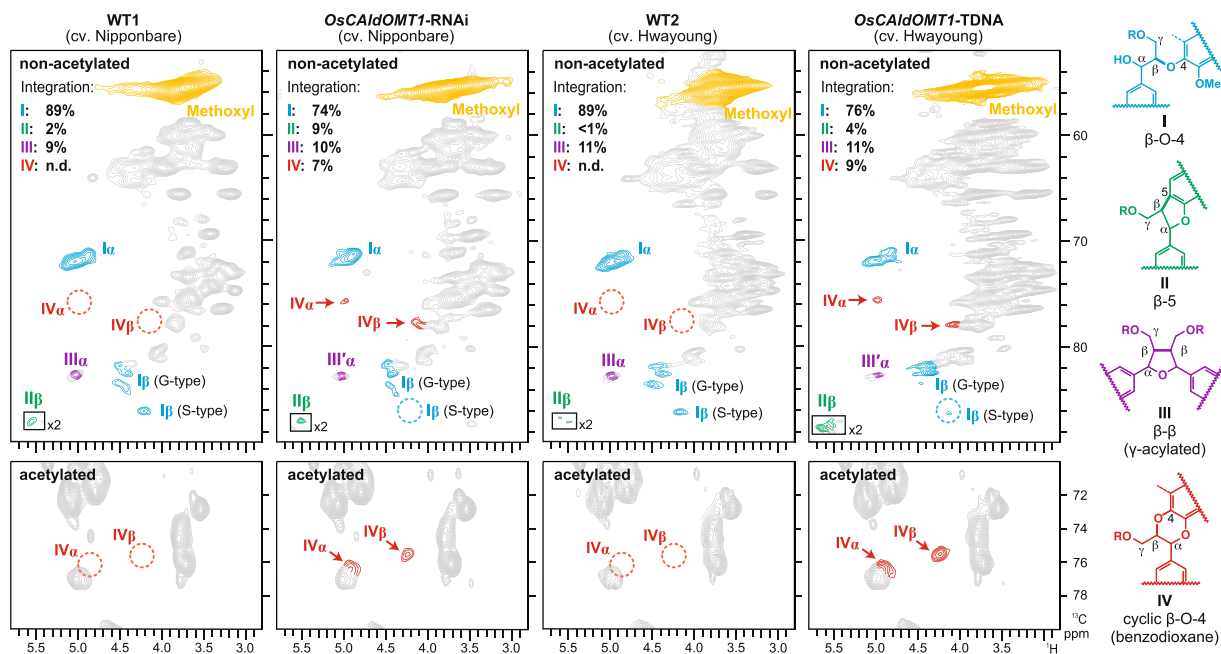 WT1
(cv. Nipponbare)
OsCAldOMT1-RNAi
(cv. Nipponbare)
WT2
(cv. Hwayoung)
OsCAldOMT1-TDNA
(cv. Hwayoung)
non-acetylated
Integration:
I: 89%
II: 2%
III: 9%
IV: n.d.
Methoxyl
Iα
IVα
IVβ
IIIα
Iβ (G-type)
Iβ (S-type)
IIβ
x2
non-acetylated
Integration:
I: 74%
II: 9%
III: 10%
IV: 7%
Methoxyl
Iα
IVα
IVβ
III′α
Iβ (G-type)
Iβ (S-type)
IIβ
x2
non-acetylated
Integration:
I: 89%
II: <1%
III: 11%
IV: n.d.
Methoxyl
Iα
IVα
IVβ
IIIα
Iβ (G-type)
Iβ (S-type)
IIβ
x2
non-acetylated
Integration:
I: 76%
II: 4%
III: 11%
IV: 9%
Methoxyl
Iα
IVα
IVβ
III′α
Iβ (G-type)
Iβ (S-type)
IIβ
x2
60
70
80
acetylated
IVα
IVβ
acetylated
IVα
IVβ
acetylated
IVα
IVβ
acetylated
IVα
IVβ
72
74
76
78
13C
ppm
5.5 5.0 4.5 4.0 3.5 3.0
5.5 5.0 4.5 4.0 3.5 3.0
5.5 5.0 4.5 4.0 3.5 3.0
5.5 5.0 4.5 4.0 3.5
1H
RO
γ
HO
α
β
O
4
OMe
I
β-O-4
5
β
RO
γ
O
α
II
β-5
RO
γ
OR
β
β
α
O
III
β-β
(γ-acylated)
4
O
O
RO
γ
β
α
IV
cyclic β-O-4
(benzodioxane)